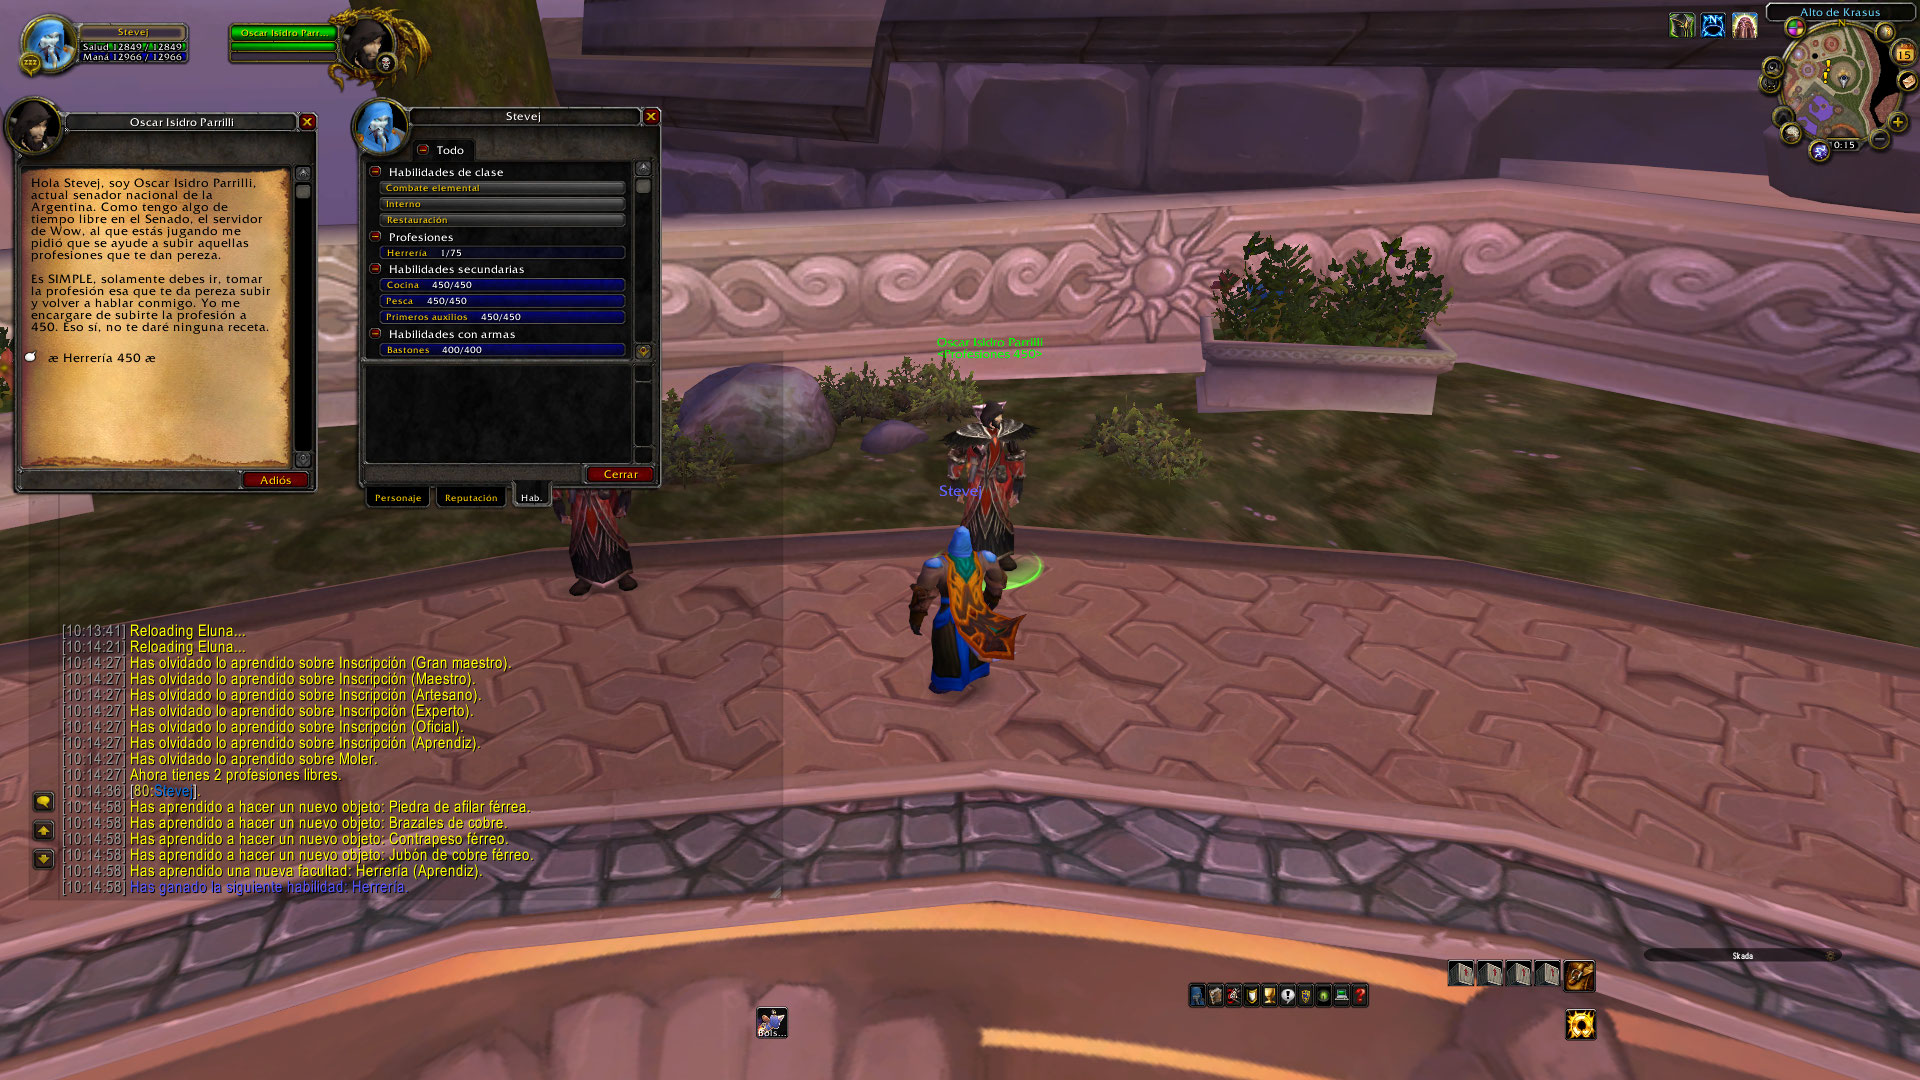 Stevej
Salud 12849 / 12849
Maná 12966 / 12966
zzz
Oscar Isidro Parr...
Alto de Krasus
N
15
10:15
Oscar Isidro Parrilli
Hola Stevej, soy Oscar Isidro Parrilli,
actual senador nacional de la
Argentina. Como tengo algo de
tiempo libre en el Senado, el servidor
de Wow, al que estás jugando me
pidió que se ayude a subir aquellas
profesiones que te dan pereza.
Es SIMPLE, solamente debes ir, tomar
la profesión esa que te da pereza subir
y volver a hablar conmigo. Yo me
encargare de subirte la profesión a
450. Eso sí, no te daré ninguna receta.
æ Herrería 450 æ
Adiós
Stevej
Todo
Habilidades de clase
Combate elemental
Interno
Restauración
Profesiones
Herrería 1/75
Habilidades secundarias
Cocina 450/450
Pesca 450/450
Primeros auxilios 450/450
Habilidades con armas
Bastones 400/400
Cerrar
Personaje
Reputación
Hab.
Oscar Isidro Parrilli
<Profesiones 450>
Stevej
[10:13:41] Reloading Eluna...
[10:14:21] Reloading Eluna...
[10:14:27] Has olvidado lo aprendido sobre Inscripción (Gran maestro).
[10:14:27] Has olvidado lo aprendido sobre Inscripción (Maestro).
[10:14:27] Has olvidado lo aprendido sobre Inscripción (Artesano).
[10:14:27] Has olvidado lo aprendido sobre Inscripción (Experto).
[10:14:27] Has olvidado lo aprendido sobre Inscripción (Oficial).
[10:14:27] Has olvidado lo aprendido sobre Inscripción (Aprendiz).
[10:14:27] Has olvidado lo aprendido sobre Moler.
[10:14:27] Ahora tienes 2 profesiones libres.
[10:14:36] [80:Stevej].
[10:14:58] Has aprendido a hacer un nuevo objeto: Piedra de afilar férrea.
[10:14:58] Has aprendido a hacer un nuevo objeto: Brazales de cobre.
[10:14:58] Has aprendido a hacer un nuevo objeto: Contrapeso férreo.
[10:14:58] Has aprendido a hacer un nuevo objeto: Jubón de cobre férreo.
[10:14:58] Has aprendido una nueva facultad: Herrería (Aprendiz).
[10:14:58] Has ganado la siguiente habilidad: Herrería.
Skada
Bols...